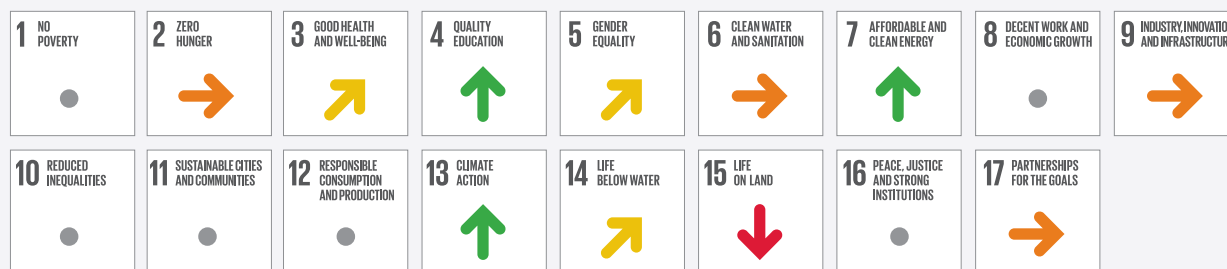 1 NO
POVERTY
2 ZERO
HUNGER
3 GOOD HEALTH
AND WELL-BEING
4 QUALITY
EDUCATION
5 GENDER
EQUALITY
6 CLEAN WATER
AND SANITATION
7 AFFORDABLE AND
CLEAN ENERGY
8 DECENT WORK AND
ECONOMIC GROWTH
9 INDUSTRY, INNOVATIO
AND INFRASTRUCTUR
10 REDUCED
INEQUALITIES
11 SUSTAINABLE CITIES
AND COMMUNITIES
12 RESPONSIBLE
CONSUMPTION
AND PRODUCTION
13 CLIMATE
ACTION
14 LIFE
BELOW WATER
15 LIFE
ON LAND
16 PEACE, JUSTICE
AND STRONG
INSTITUTIONS
17 PARTNERSHIPS
FOR THE GOALS